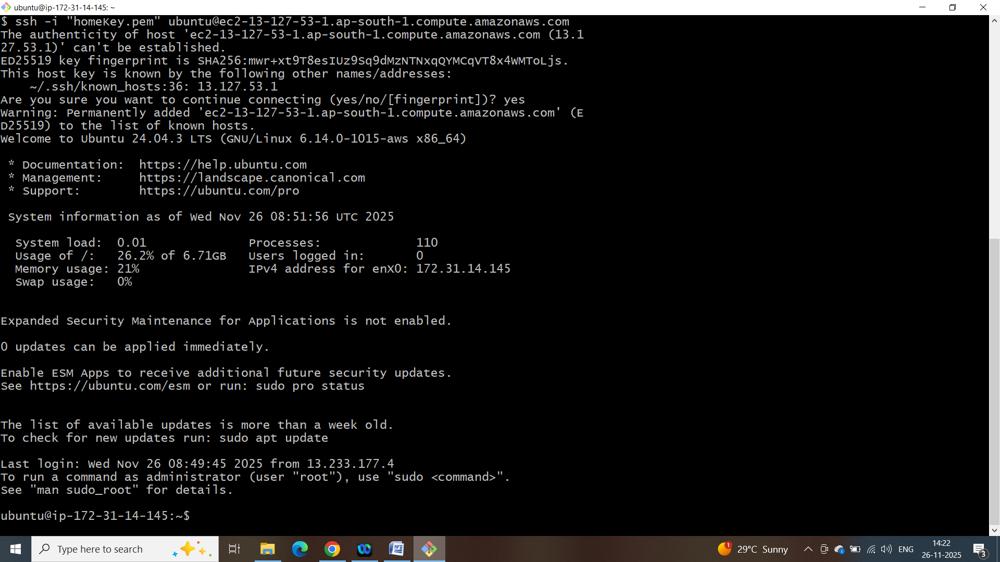 ubuntu@ip-172-31-14-145: ~
$ ssh -i "homeKey.pem" ubuntu@ec2-13-127-53-1.ap-south-1.compute.amazonaws.com
The authenticity of host 'ec2-13-127-53-1.ap-south-1.compute.amazonaws.com (13.1
27.53.1)' can't be established.
ED25519 key fingerprint is SHA256:mwr+xt9T8esIUz9Sq9dMzNTNxqQYMCqVT8x4WMToLjs.
This host key is known by the following other names/addresses:
    ~/.ssh/known_hosts:36: 13.127.53.1
Are you sure you want to continue connecting (yes/no/[fingerprint])? yes
Warning: Permanently added 'ec2-13-127-53-1.ap-south-1.compute.amazonaws.com' (E
D25519) to the list of known hosts.
Welcome to Ubuntu 24.04.3 LTS (GNU/Linux 6.14.0-1015-aws x86_64)
 * Documentation:  https://help.ubuntu.com
 * Management:     https://landscape.canonical.com
 * Support:        https://ubuntu.com/pro
 System information as of Wed Nov 26 08:51:56 UTC 2025
  System load:  0.01              Processes:             110
  Usage of /:   26.2% of 6.71GB   Users logged in:       0
  Memory usage: 21%               IPv4 address for enX0: 172.31.14.145
  Swap usage:   0%
Expanded Security Maintenance for Applications is not enabled.
0 updates can be applied immediately.
Enable ESM Apps to receive additional future security updates.
See https://ubuntu.com/esm or run: sudo pro status
The list of available updates is more than a week old.
To check for new updates run: sudo apt update
Last login: Wed Nov 26 08:49:45 2025 from 13.233.177.4
To run a command as administrator (user "root"), use "sudo <command>".
See "man sudo_root" for details.
ubuntu@ip-172-31-14-145:~$
Type here to search
1
29°C Sunny
ENG
14:22
26-11-2025
3